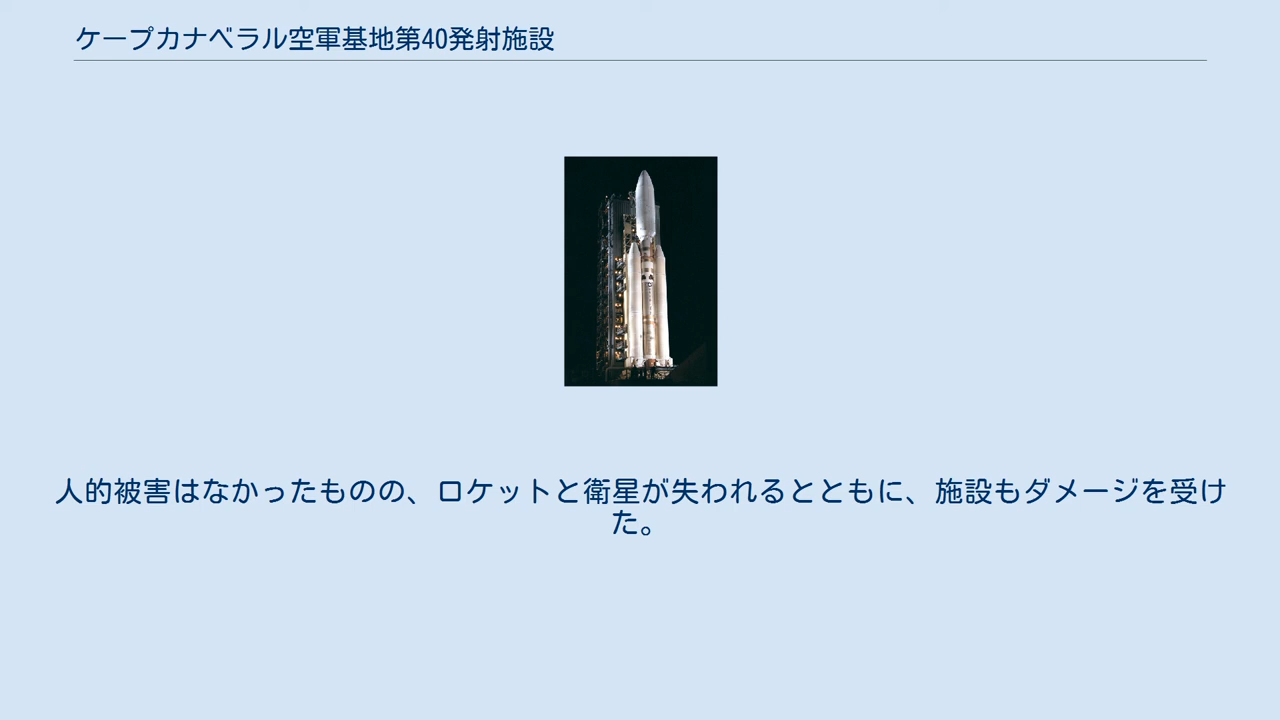 ケープカナベラル空軍基地第40発射施設
人的被害はなかったものの、ロケットと衛星が失われるとともに、施設もダメージを受け
た。